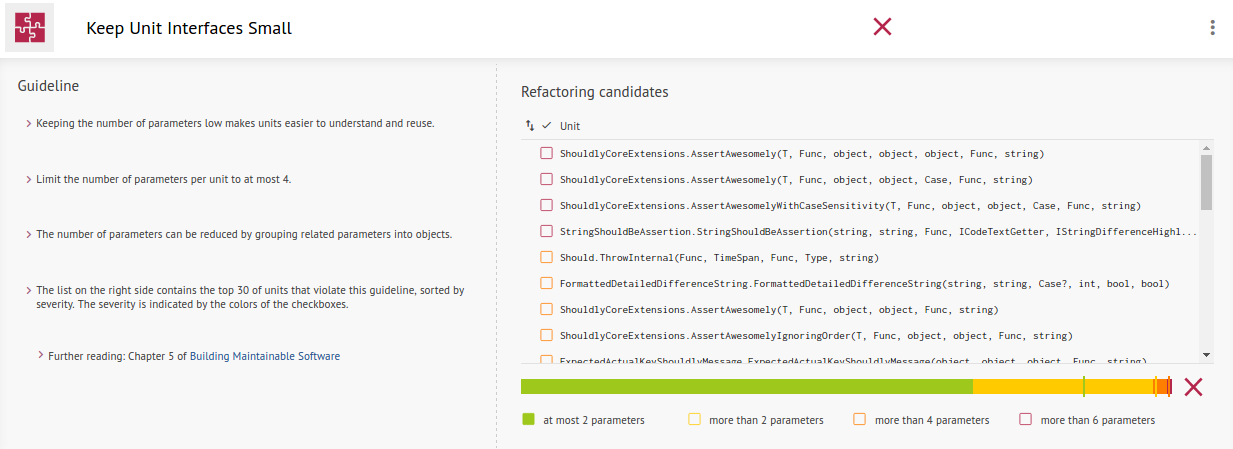 Keep Unit Interfaces Small
Guideline
Keeping the number of parameters low makes units easier to understand and reuse.
Limit the number of parameters per unit to at most 4.
The number of parameters can be reduced by grouping related parameters into objects.
The list on the right side contains the top 30 of units that violate this guideline, sorted by
severity. The severity is indicated by the colors of the checkboxes.
Further reading: Chapter 5 of Building Maintainable Software
Refactoring candidates
Unit
ShouldlyCoreExtensions.AssertAwesomely(T, Func, object, object, object, Func, string)
ShouldlyCoreExtensions.AssertAwesomely(T, Func, object, object, Case, Func, string)
ShouldlyCoreExtensions.AssertAwesomelyWithCaseSensitivity(T, Func, object, object, Case, Func, string)
StringShouldBeAssertion.StringShouldBeAssertion(string, string, Func, ICodeTextGetter, IStringDifferenceHighl...
Should.ThrowInternal(Func, TimeSpan, Func, Type, string)
FormattedDetailedDifferenceString.FormattedDetailedDifferenceString(string, string, Case?, int, bool, bool)
ShouldlyCoreExtensions.AssertAwesomely(T, Func, object, object, Func, string)
ShouldlyCoreExtensions.AssertAwesomelyIgnoringOrder(T, Func, object, object, Func, string)
ExpectedActualKeyShouldlyMessage.ExpectedActualKeyShouldlyMessage(object, object, object, Func, string)
at most 2 parameters
more than 2 parameters
more than 4 parameters
more than 6 parameters